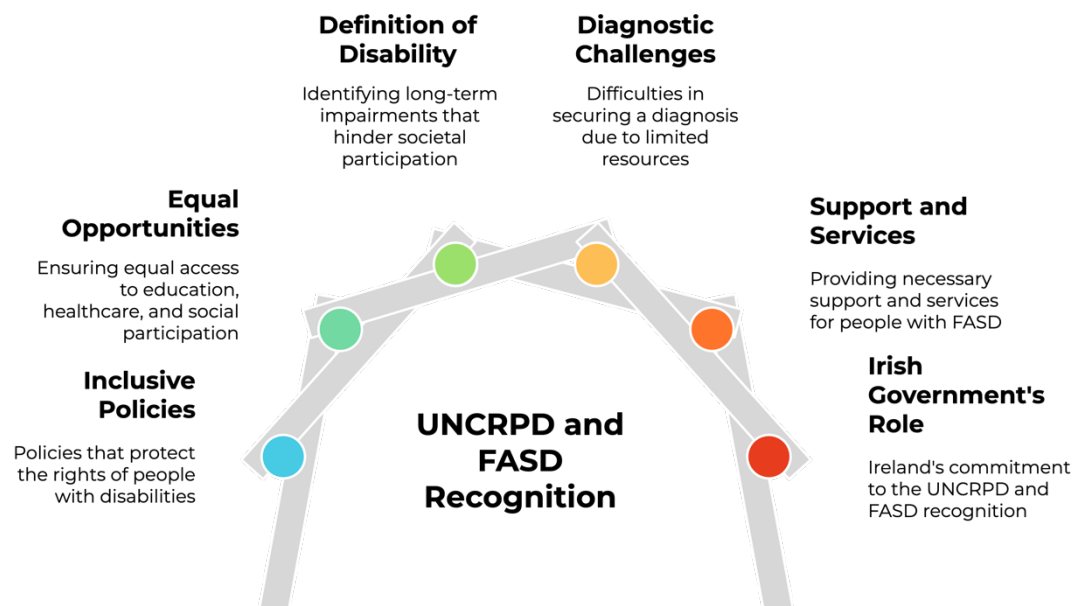 Definition of
Disability
Identifying long-term
impairments that
hinder societal
participation
Diagnostic
Challenges
Difficulties in
securing a diagnosis
due to limited
resources
Equal
Opportunities
Ensuring equal access
to education,
healthcare, and social
participation
Support and
Services
Providing necessary
support and services
for people with FASD
Inclusive
Policies
Policies that protect
the rights of people
with disabilities
Irish
Government's
Role
Ireland's commitment
to the UNCRPD and
FASD recognition
UNCRPD and
FASD
Recognition